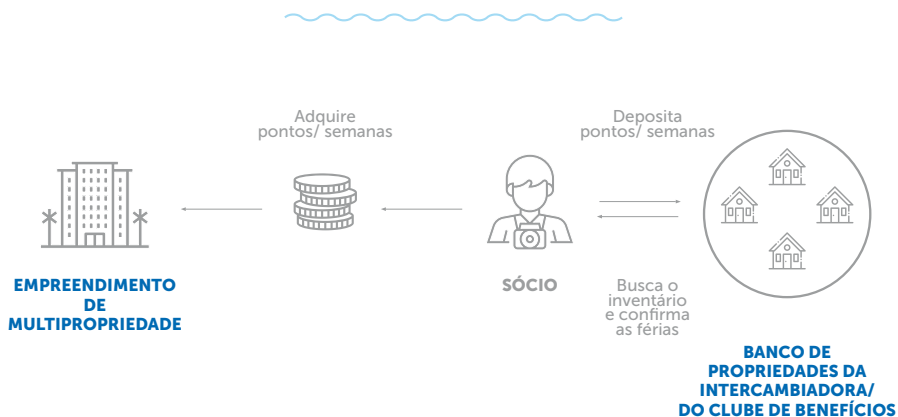 Adquire
pontos/ semanas
Deposita
pontos/ semanas
EMPREENDIMENTO
DE
MULTIPROPRIEDADE
SÓCIO
Busca o
inventário
e confirma
as férias
BANCO DE
PROPRIEDADES DA
INTERCAMBIADORA/
DO CLUBE DE BENEFÍCIOS